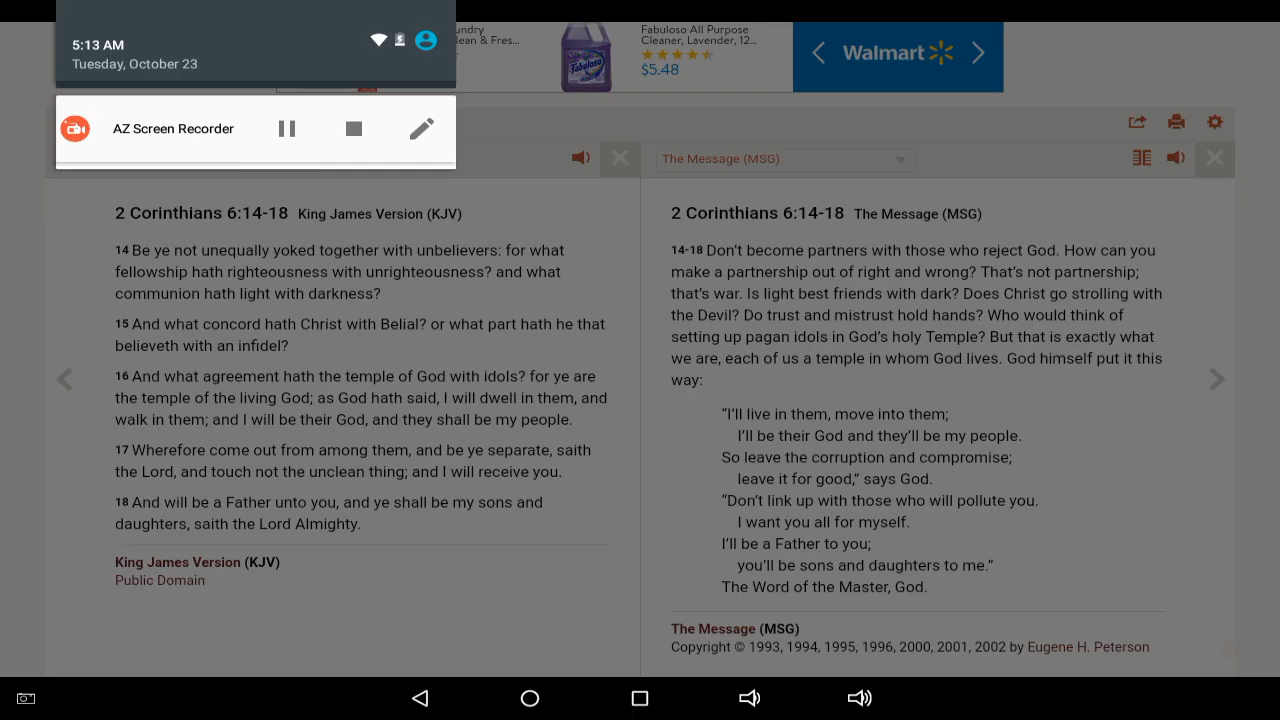 5:13 AM
Tuesday, October 23
AZ Screen Recorder
undry
lean & Fres...
Fabuloso All Purpose
Cleaner, Lavender, 12...
$5.48
Fabuloso
Walmart
The Message (MSG)
2 Corinthians 6:14-18 King James Version (KJV)
14 Be ye not unequally yoked together with unbelievers: for what
fellowship hath righteousness with unrighteousness? and what
communion hath light with darkness?
15 And what concord hath Christ with Belial? or what part hath he that
believeth with an infidel?
16 And what agreement hath the temple of God with idols? for ye are
the temple of the living God; as God hath said, I will dwell in them, and
walk in them; and I will be their God, and they shall be my people.
17 Wherefore come out from among them, and be ye separate, saith
the Lord, and touch not the unclean thing; and I will receive you.
18 And will be a Father unto you, and ye shall be my sons and
daughters, saith the Lord Almighty.
King James Version (KJV)
Public Domain
2 Corinthians 6:14-18 The Message (MSG)
14-18 Don’t become partners with those who reject God. How can you
make a partnership out of right and wrong? That’s not partnership;
that’s war. Is light best friends with dark? Does Christ go strolling with
the Devil? Do trust and mistrust hold hands? Who would think of
setting up pagan idols in God’s holy Temple? But that is exactly what
we are, each of us a temple in whom God lives. God himself put it this
way:
“I’ll live in them, move into them;
I’ll be their God and they’ll be my people.
So leave the corruption and compromise;
leave it for good,” says God.
“Don’t link up with those who will pollute you.
I want you all for myself.
I’ll be a Father to you;
you’ll be sons and daughters to me.”
The Word of the Master, God.
The Message (MSG)
Copyright © 1993, 1994, 1995, 1996, 2000, 2001, 2002 by Eugene H. Peterson